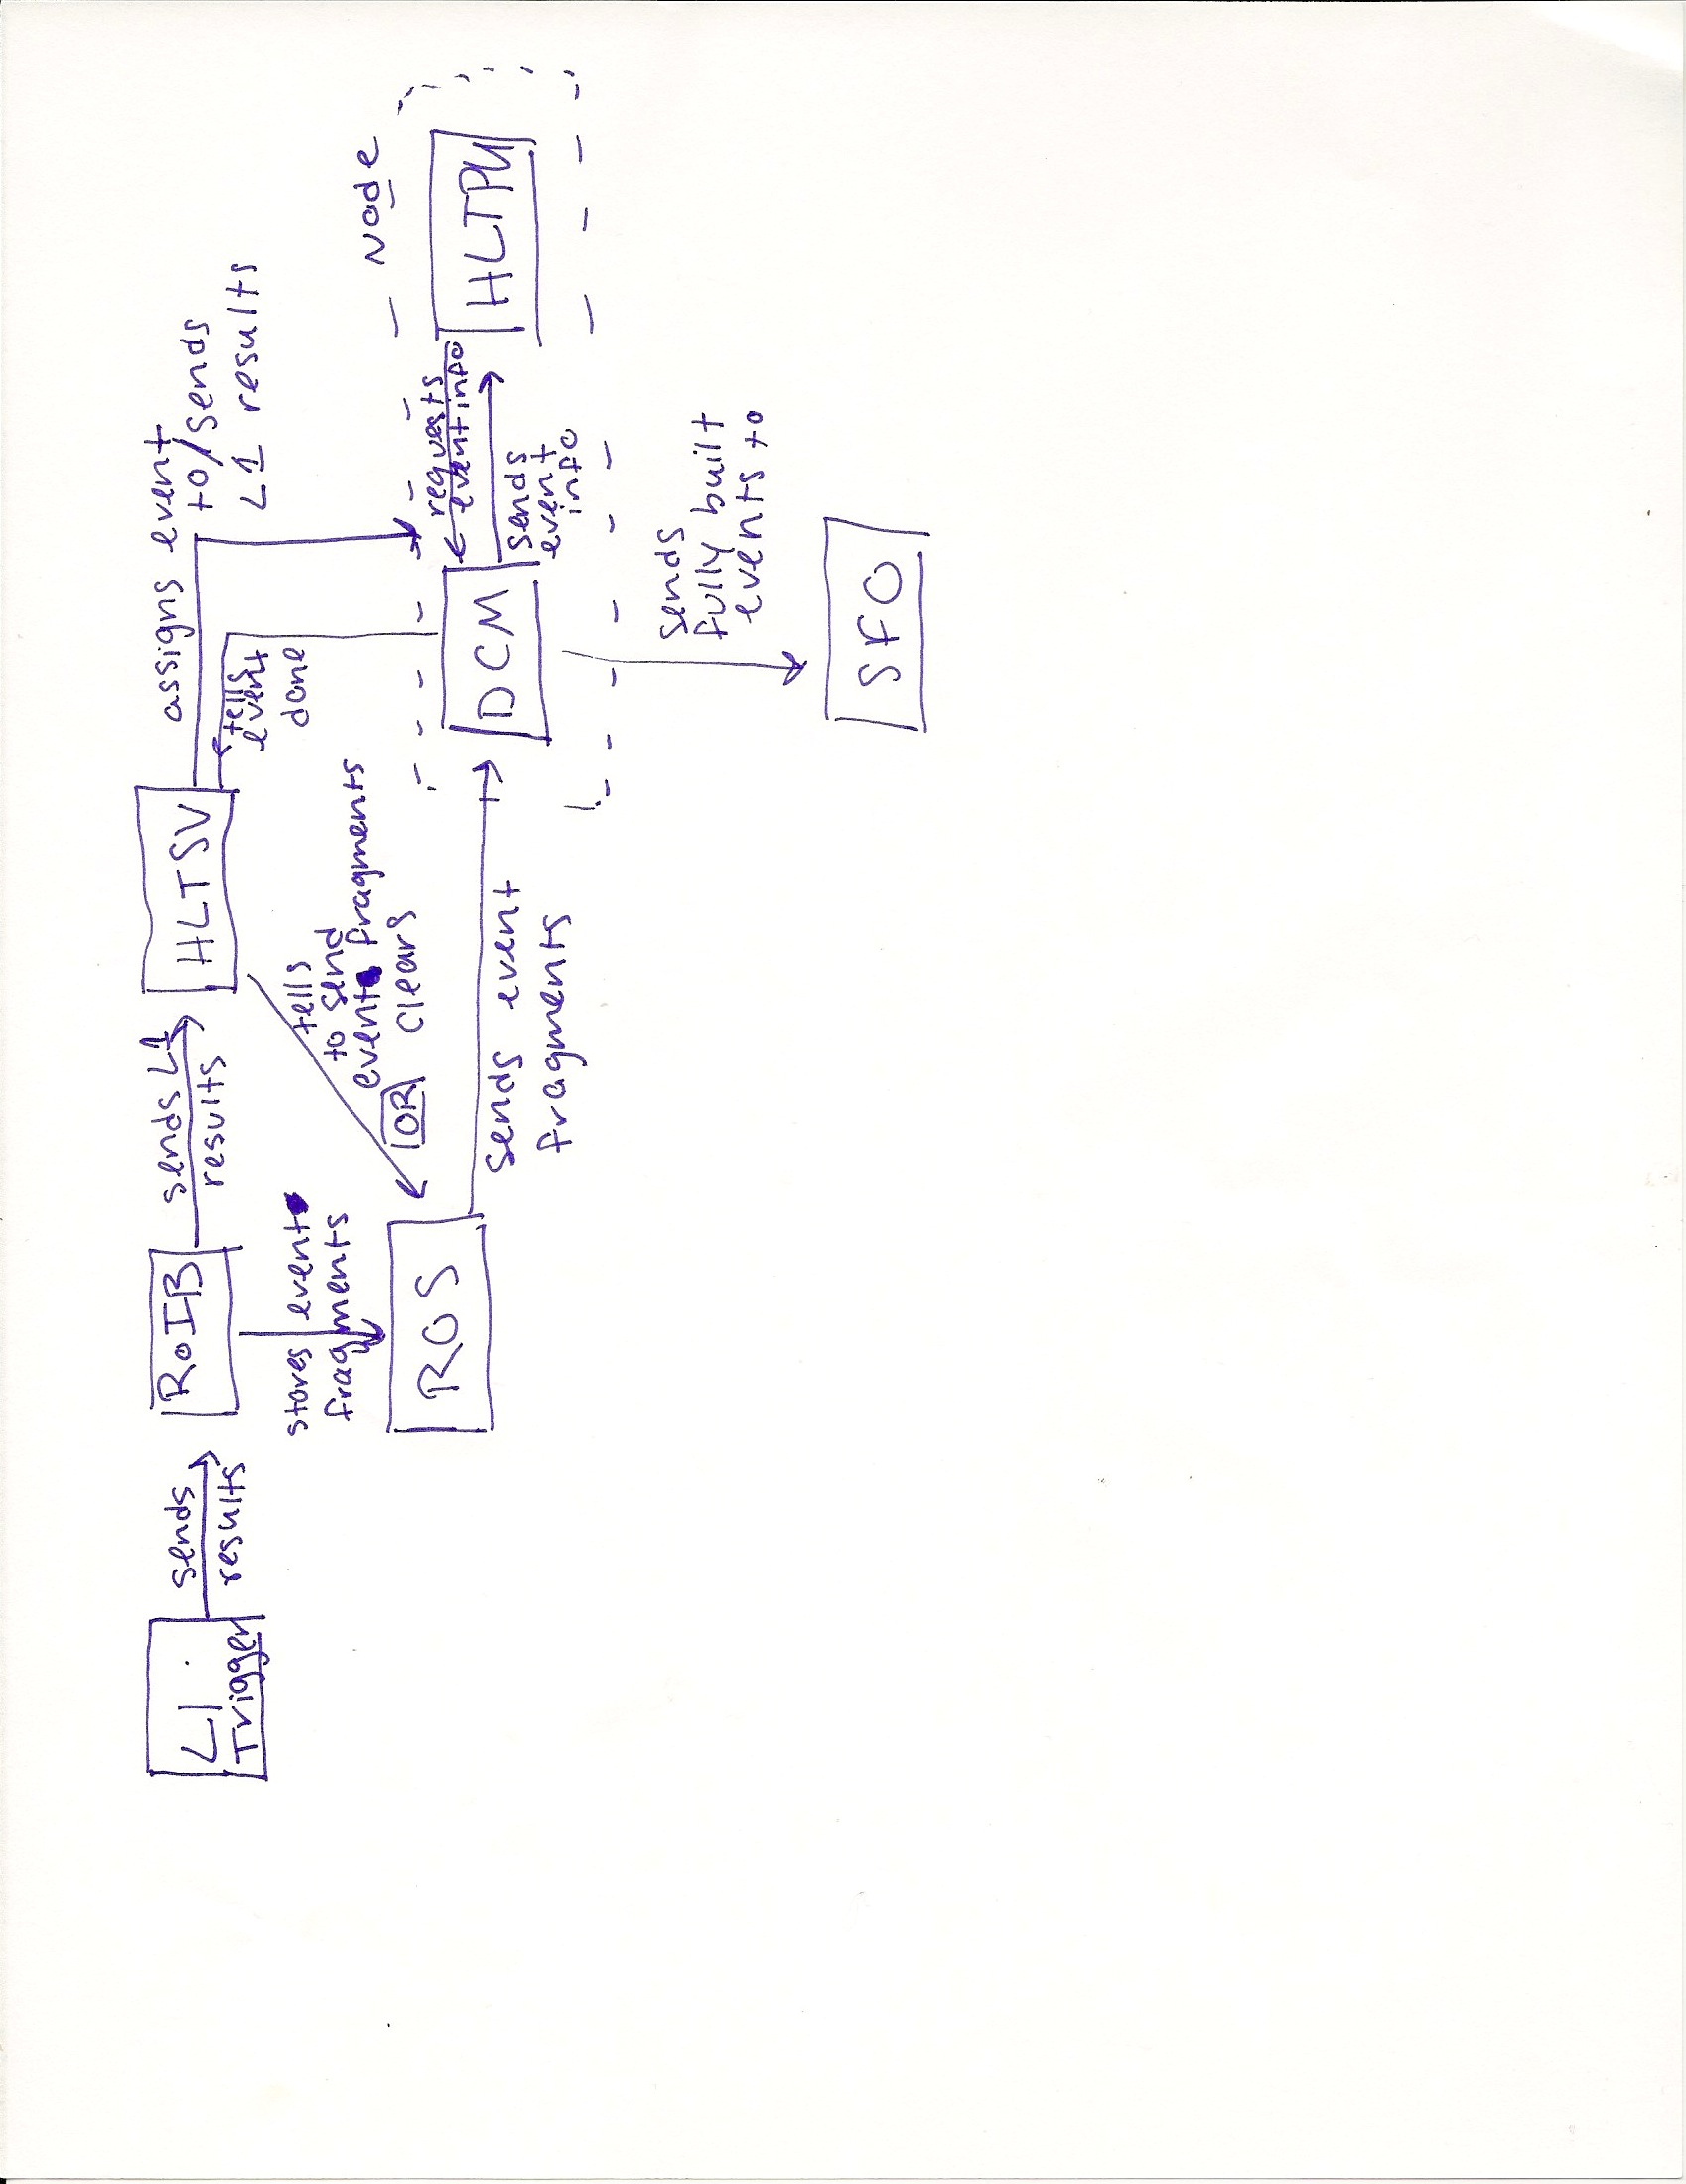 L1
Trigger
sends
results
RoIB
sends L1
results
HLTSV
assigns event
to/sends
L1 results
tells
event
done
stores event
fragments
tells
to send
event fragments
OR clears
ROS
sends event
fragments
Node
DCM
requests
event info
sends
event
info
HLTPU
sends
fully built
events to
SFO